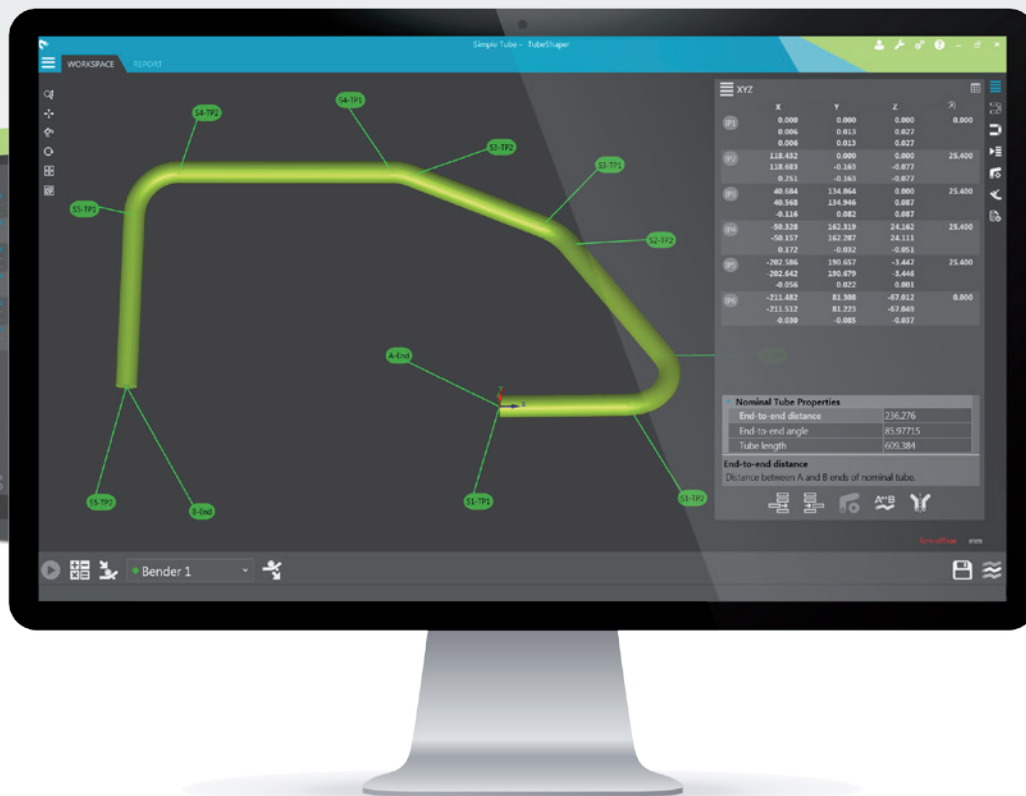 Simple Tube - TubeShaper
WORKSPACE REPORT
XYZ
X Y Z
IP1 0.000 0.000 0.000 0.000
0.006 0.013 0.027
0.006 0.013 0.027
IP2 118.432 0.000 0.000 25.400
118.683 -0.163 -0.077
0.251 -0.163 -0.077
IP3 40.684 134.864 0.000 25.400
40.568 134.946 0.087
-0.116 0.082 0.087
IP4 -50.328 162.319 24.162 25.400
-50.157 162.287 24.111
0.172 -0.032 -0.051
IP5 -202.586 190.657 -3.447 25.400
-202.642 190.679 -3.446
-0.056 0.022 0.001
IP6 -211.482 81.308 -67.012 0.000
-211.512 81.223 -67.049
-0.030 -0.085 -0.037
S4-TP2
S4-TP1
S3-TP2
S3-TP1
S5-TP1
S2-TP2
A-End
Y
X
S5-TP2
B-End
S1-TP1
S1-TP2
Nominal Tube Properties
End-to-end distance 236.276
End-to-end angle 85.97715
Tube length 609.384
End-to-end distance
Distance between A and B ends of nominal tube.
A↔B
mm
Bender 1